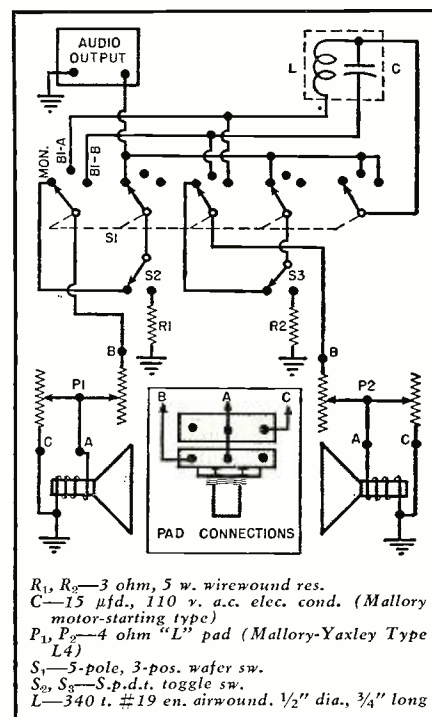 AUDIO
OUTPUT
L
C
MON.
B1-A
B1-B
S1
S2
S3
R1
R2
B
B
P1
P2
A
C
B
A
C
A
C
PAD CONNECTIONS
R₁, R₂—3 ohm, 5 w. wirewound res.
C—15 µfd., 110 v. a.c. elec. cond. (Mallory
motor-starting type)
P₁, P₂—4 ohm "L" pad (Mallory-Yaxley Type
L4)
S₁—5-pole, 3-pos. wafer sw.
S₂, S₃—S.p.d.t. toggle sw.
L—340 t. #19 en. airwound. ½" dia., ¾" long